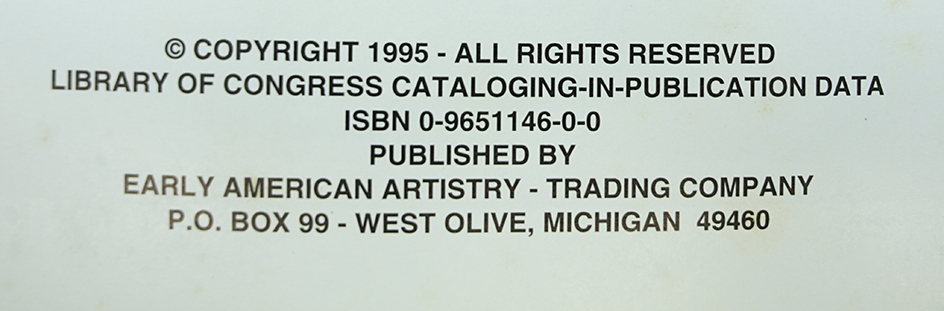 © COPYRIGHT 1995 - ALL RIGHTS RESERVED
LIBRARY OF CONGRESS CATALOGING-IN-PUBLICATION DATA
ISBN 0-9651146-0-0
PUBLISHED BY
EARLY AMERICAN ARTISTRY - TRADING COMPANY
P.O. BOX 99 - WEST OLIVE, MICHIGAN 49460